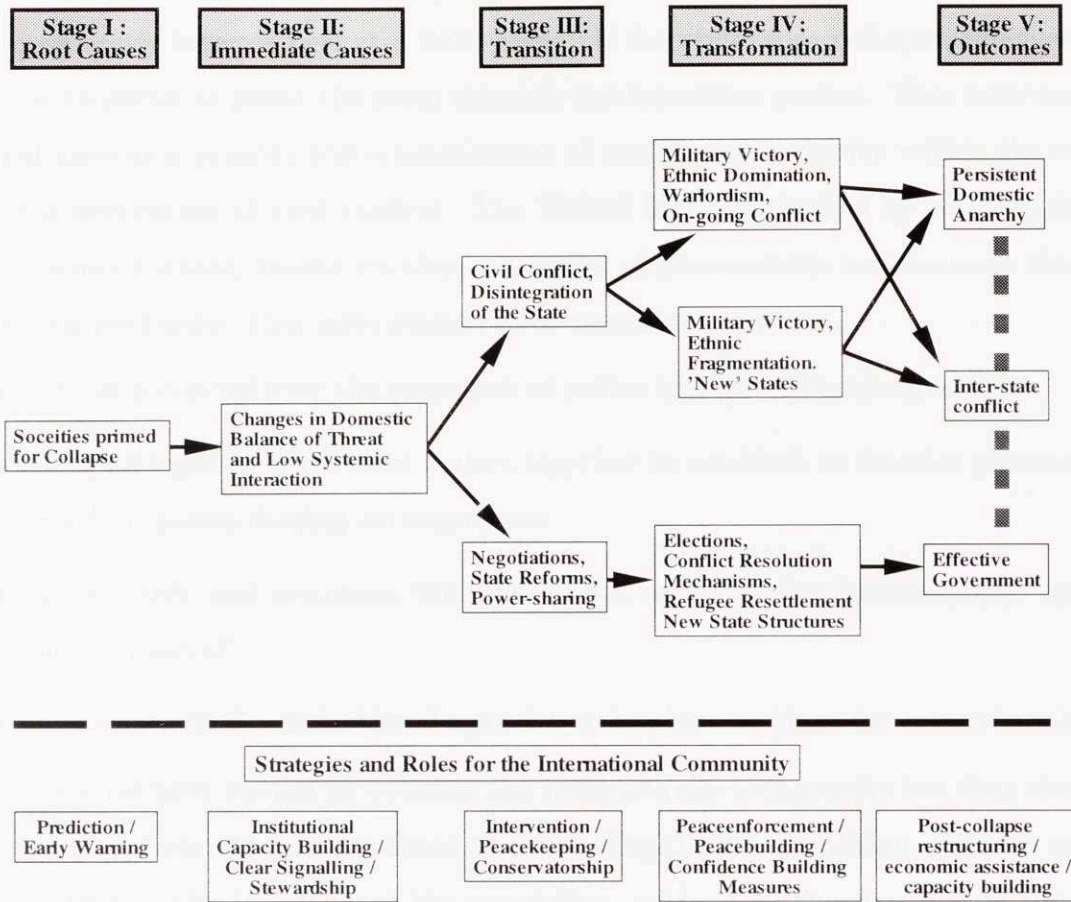 Stage I :
Root Causes
Stage II:
Immediate Causes
Stage III:
Transition
Stage IV:
Transformation
Stage V:
Outcomes
Soceities primed
for Collapse
Changes in Domestic
Balance of Threat
and Low Systemic
Interaction
Civil Conflict,
Disintegration
of the State
Negotiations,
State Reforms,
Power-sharing
Military Victory,
Ethnic Domination,
Warlordism,
On-going Conflict
Military Victory,
Ethnic
Fragmentation.
'New' States
Elections,
Conflict Resolution
Mechanisms,
Refugee Resettlement
New State Structures
Persistent
Domestic
Anarchy
Inter-state
conflict
Effective
Government
Strategies and Roles for the International Community
Prediction /
Early Warning
Institutional
Capacity Building /
Clear Signalling /
Stewardship
Intervention /
Peacekeeping /
Conservatorship
Peaceenforcement /
Peacebuilding /
Confidence Building
Measures
Post-collapse
restructuring /
economic assistance /
capacity building